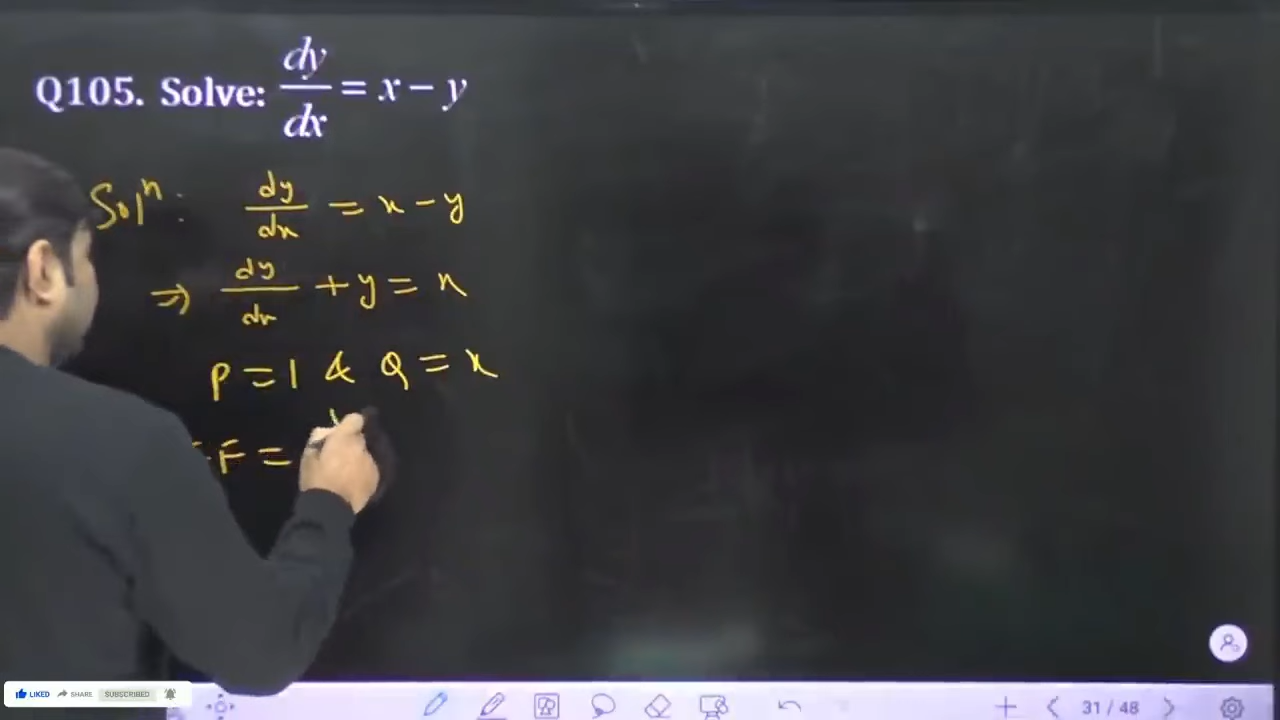 Q105. Solve: dy/dx = x − y
Solⁿ: dy/dx = x − y
⇒ dy/dx + y = x
P = 1 & Q = x
F =
LIKED SHARE SUBSCRIBED
31 / 48